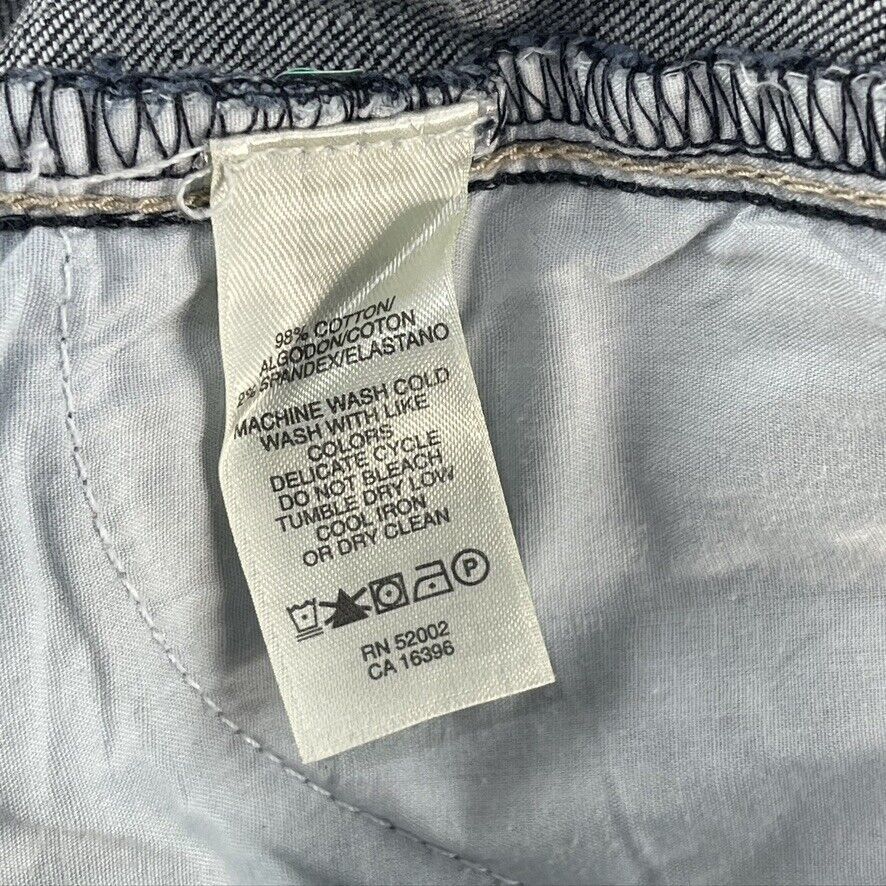 98% COTTON/
ALGODON/COTON
2% SPANDEX/ELASTANO
MACHINE WASH COLD
WASH WITH LIKE
COLORS
DELICATE CYCLE
DO NOT BLEACH
TUMBLE DRY LOW
COOL IRON
OR DRY CLEAN
P
RN 52002
CA 16396